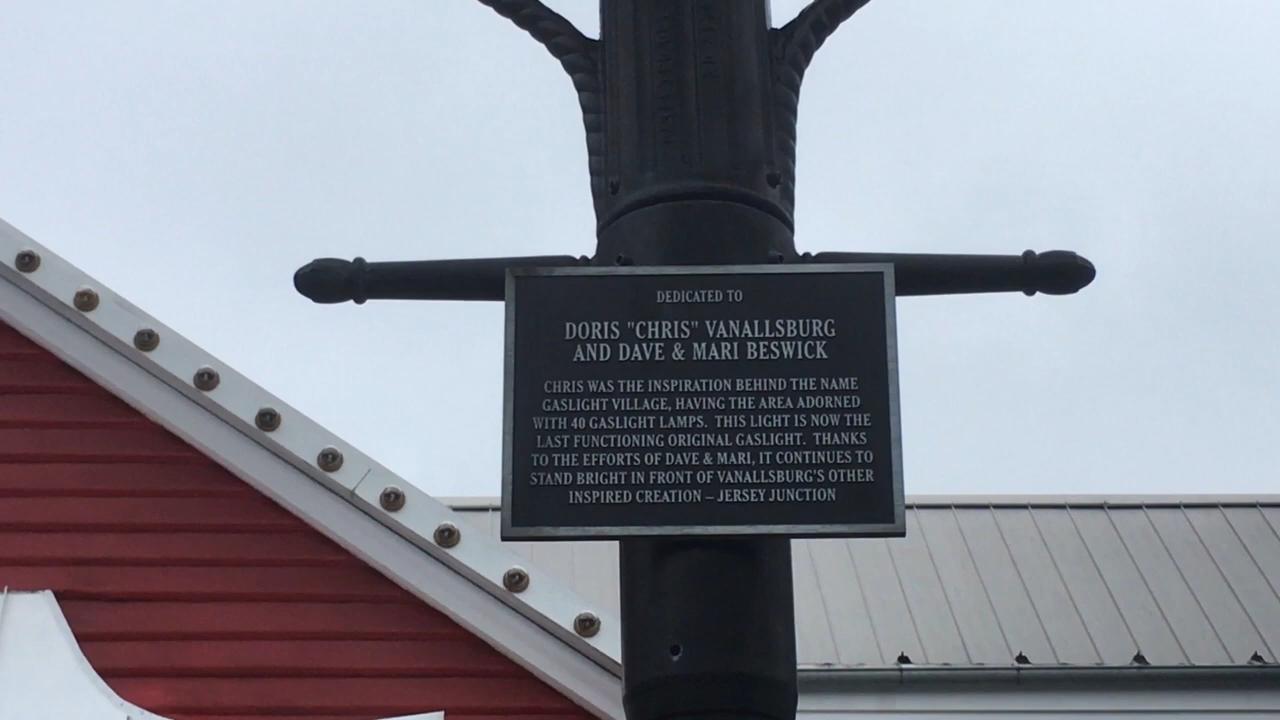 DEDICATED TO
DORIS "CHRIS" VANALLSBURG
AND DAVE & MARI BESWICK
CHRIS WAS THE INSPIRATION BEHIND THE NAME
GASLIGHT VILLAGE, HAVING THE AREA ADORNED
WITH 40 GASLIGHT LAMPS. THIS LIGHT IS NOW THE
LAST FUNCTIONING ORIGINAL GASLIGHT. THANKS
TO THE EFFORTS OF DAVE & MARI, IT CONTINUES TO
STAND BRIGHT IN FRONT OF VANALLSBURG'S OTHER
INSPIRED CREATION – JERSEY JUNCTION